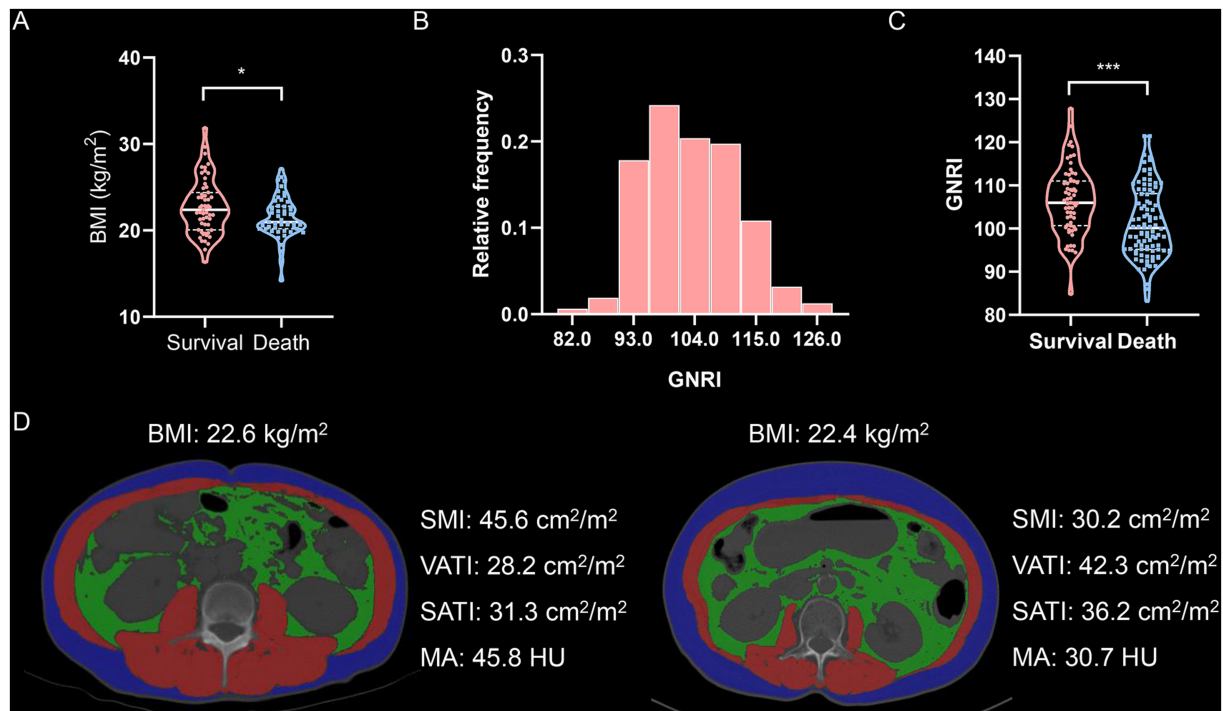 A
B
C
40
30
20
10
BMI (kg/m²)
*
Survival Death
0.3
0.2
0.1
0.0
Relative frequency
82.0 93.0 104.0 115.0 126.0
GNRI
140
130
120
110
100
90
80
GNRI
***
Survival Death
D
BMI: 22.6 kg/m²
SMI: 45.6 cm²/m²
VATI: 28.2 cm²/m²
SATI: 31.3 cm²/m²
MA: 45.8 HU
BMI: 22.4 kg/m²
SMI: 30.2 cm²/m²
VATI: 42.3 cm²/m²
SATI: 36.2 cm²/m²
MA: 30.7 HU